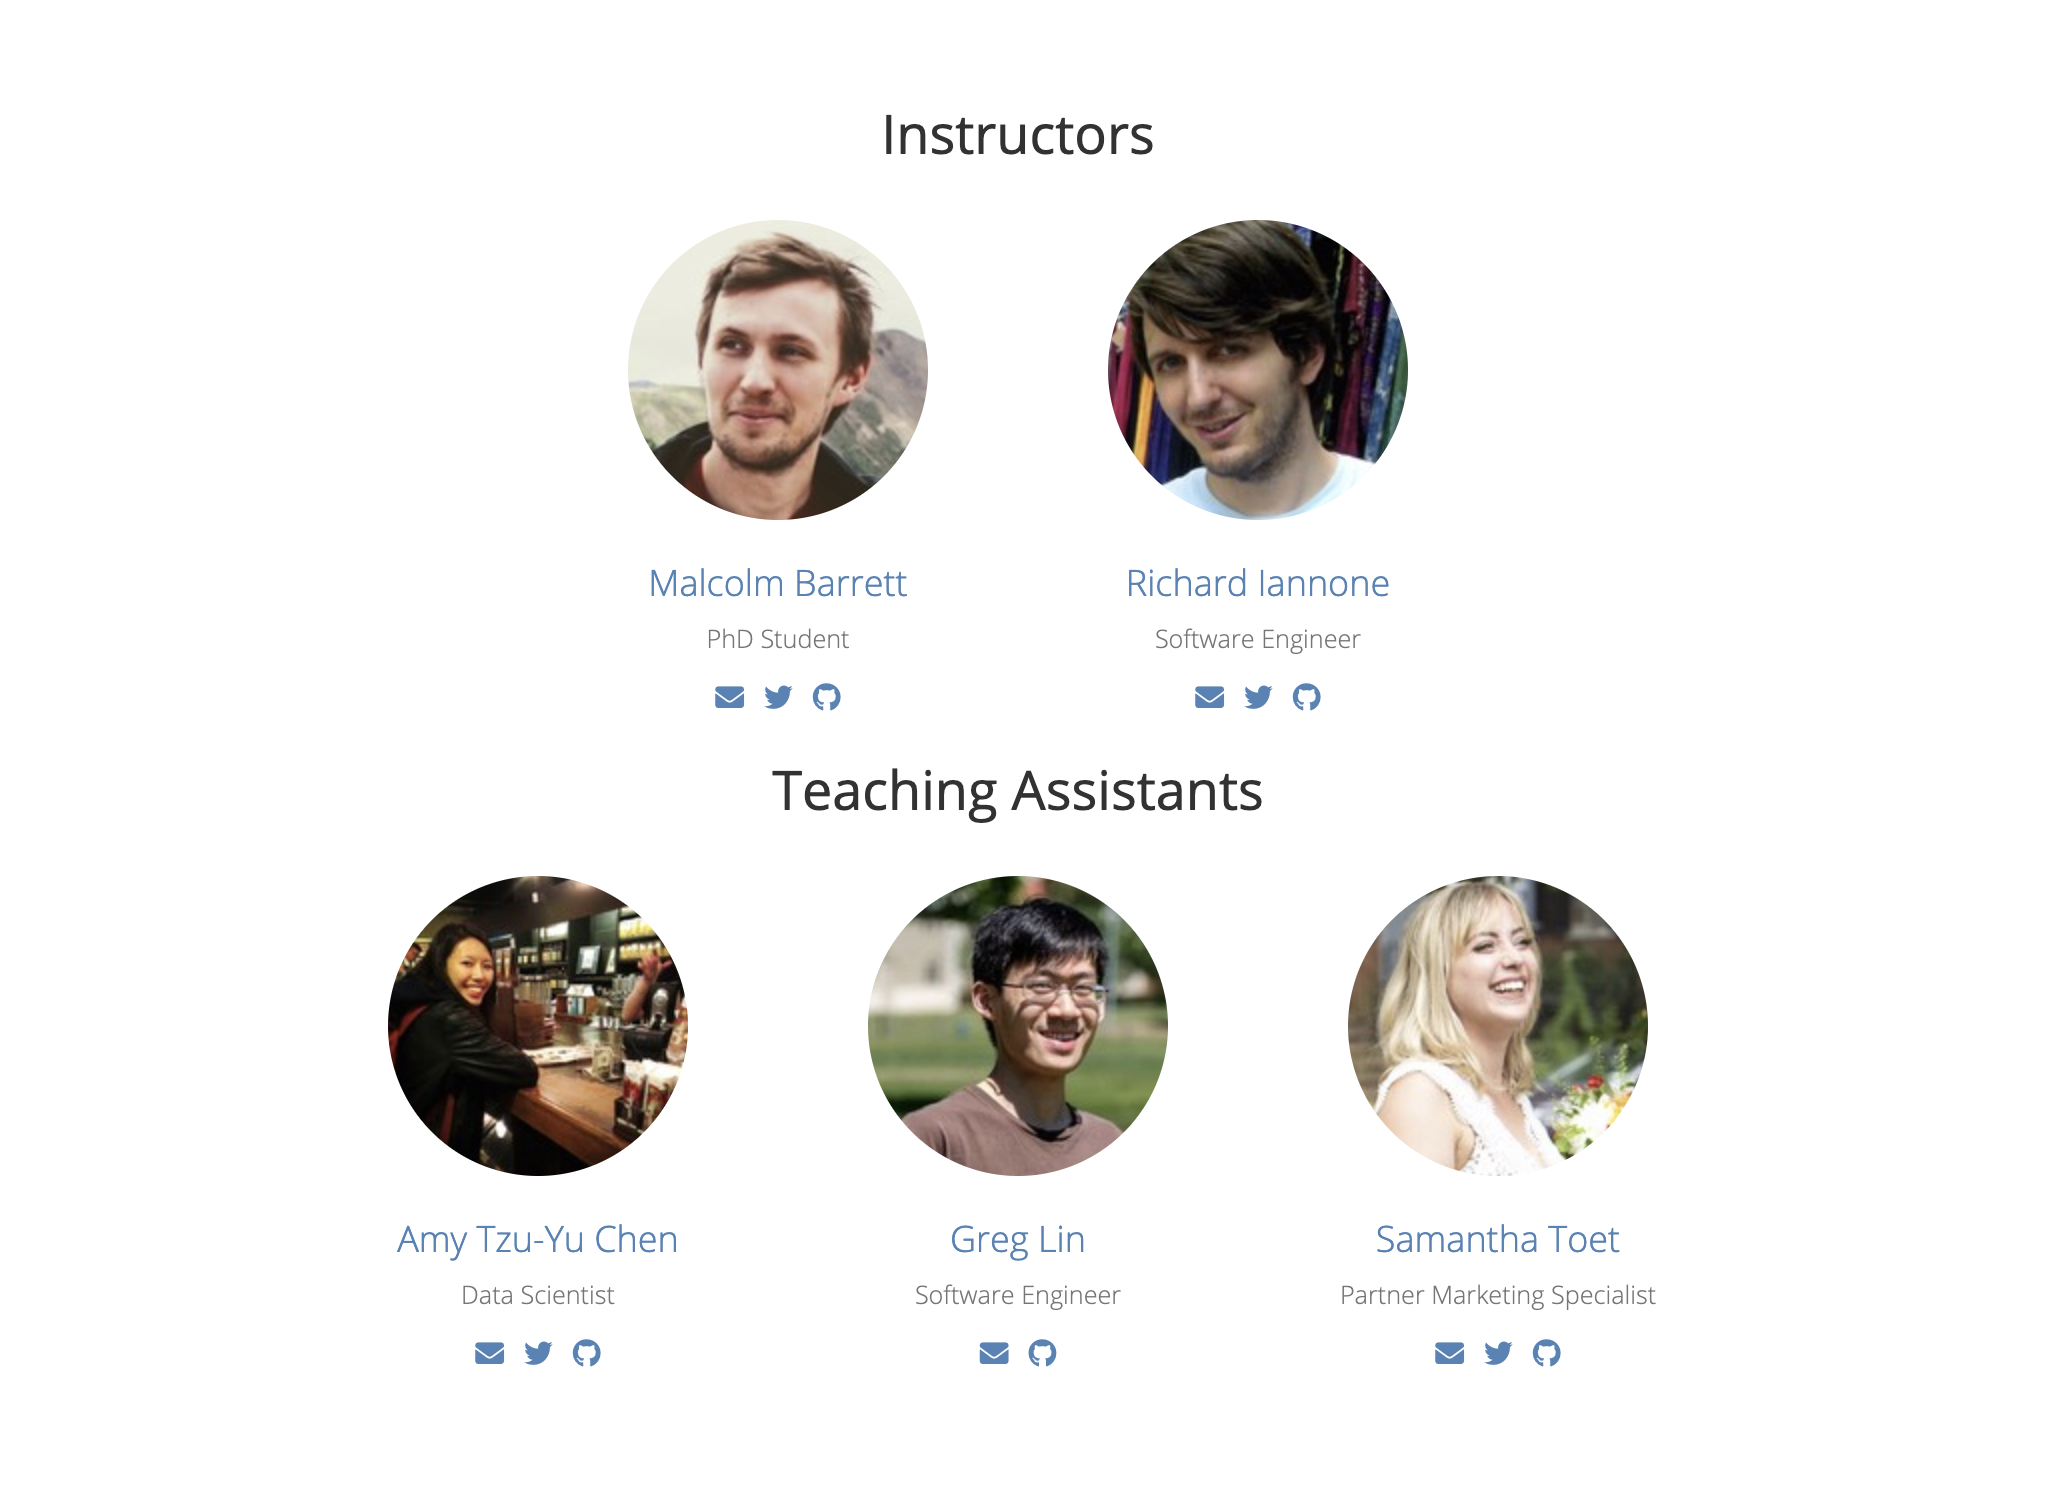 Instructors
Malcolm Barrett
Richard Iannone
PhD Student
Software Engineer
Teaching Assistants
Amy Tzu-Yu Chen
Greg Lin
Samantha Toet
Data Scientist
Software Engineer
Partner Marketing Specialist